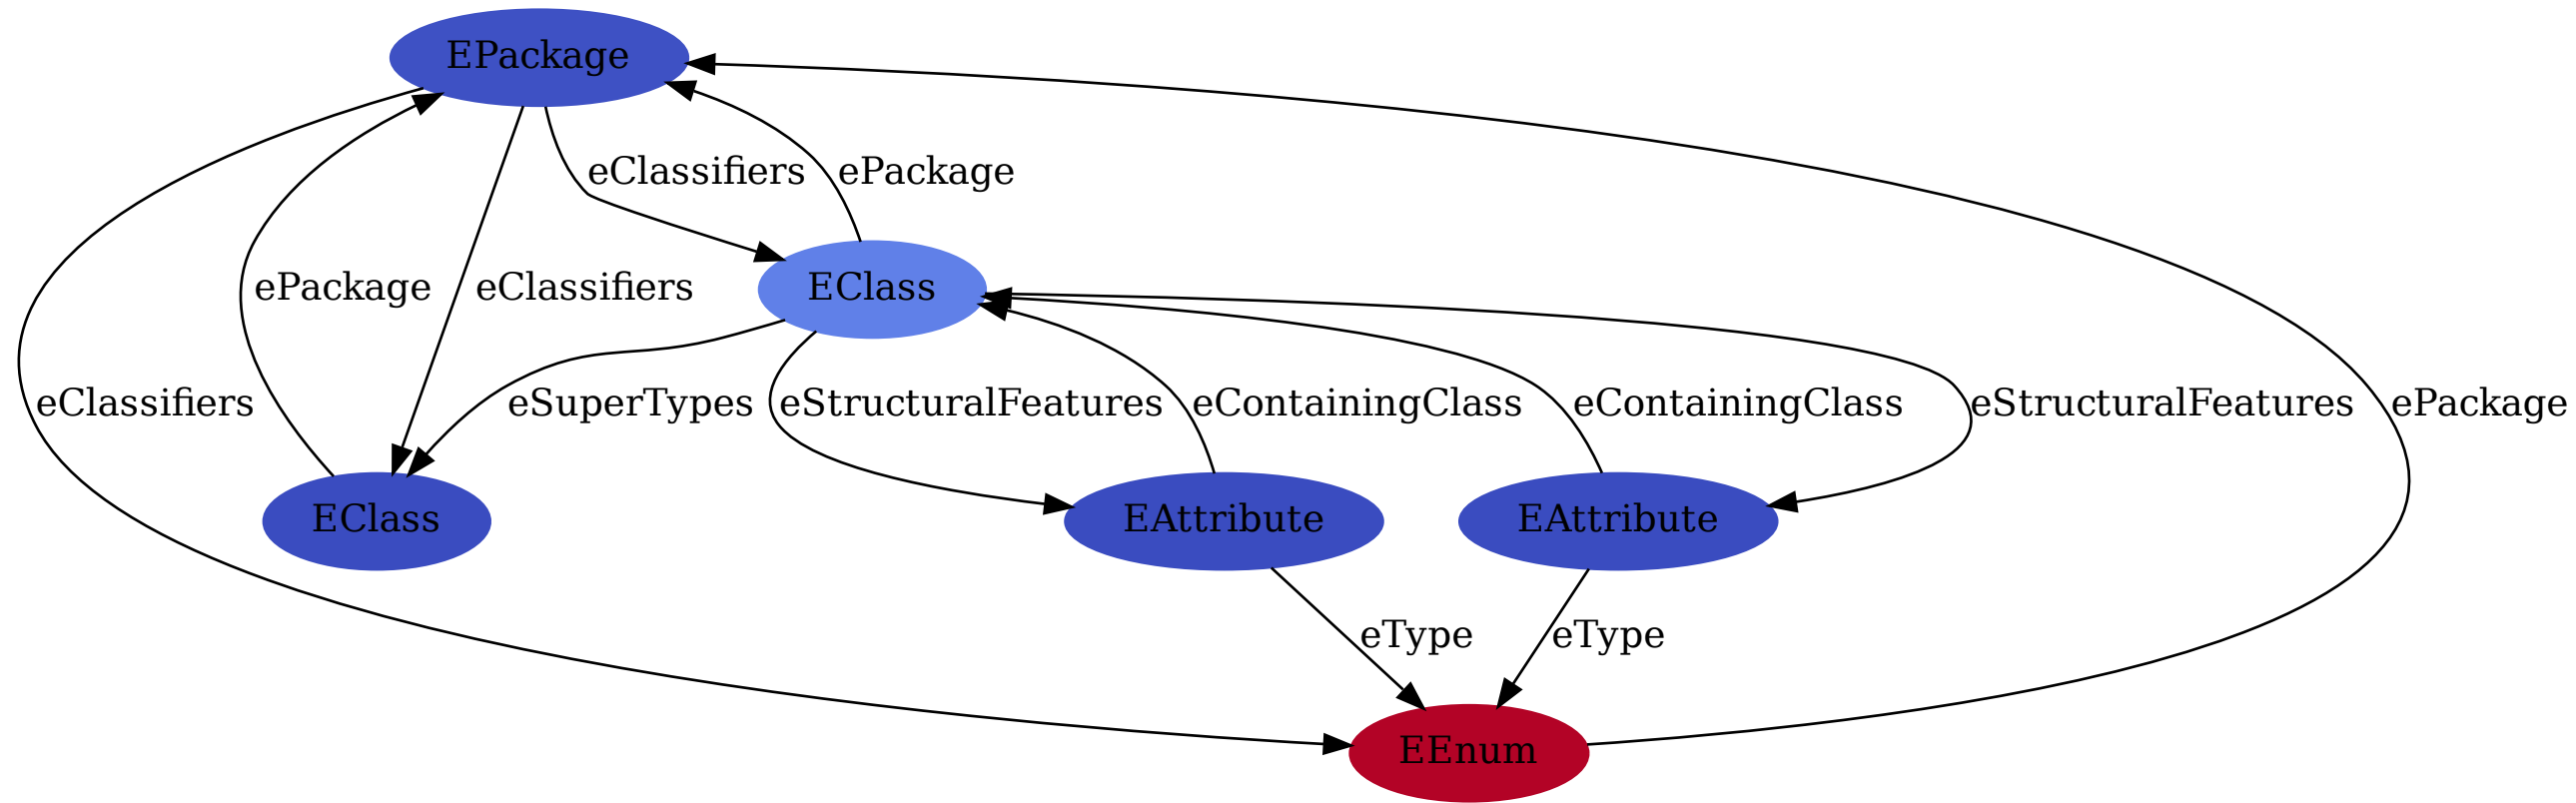 EPackage
eClassifiers
ePackage
ePackage
eClassifiers
EClass
eClassifiers
eSuperTypes
eStructuralFeatures
eContainingClass
eContainingClass
eStructuralFeatures
ePackage
EClass
EAttribute
EAttribute
eType
eType
EEnum